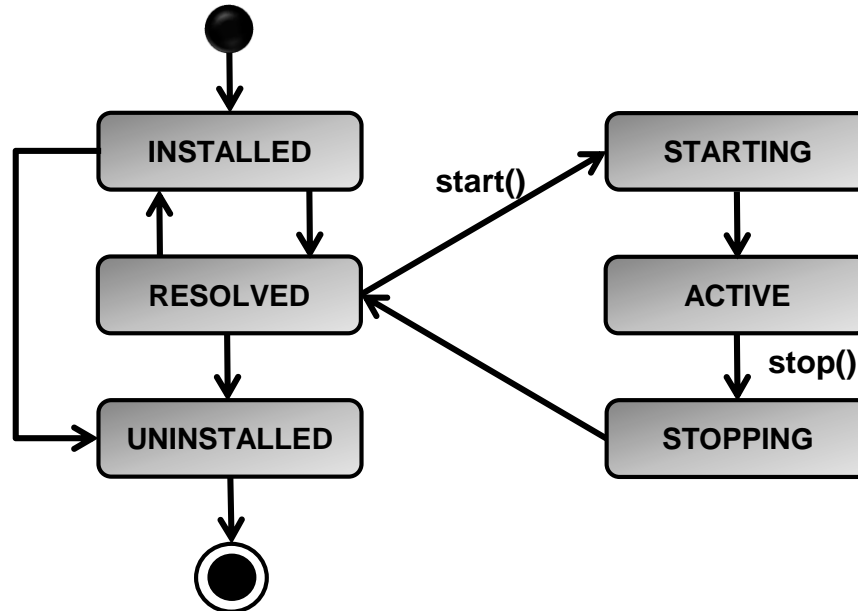 INSTALLED
STARTING
start()
RESOLVED
ACTIVE
stop()
UNINSTALLED
STOPPING